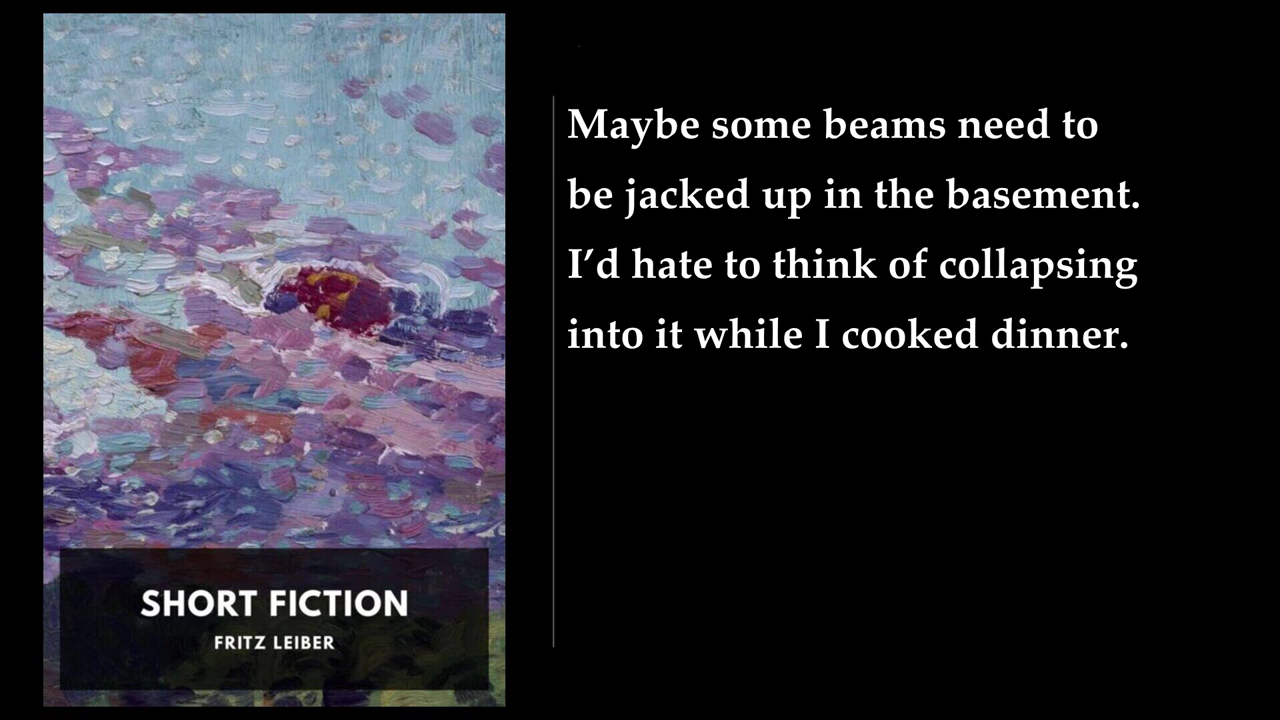 Maybe some beams need to
be jacked up in the basement.
I’d hate to think of collapsing
into it while I cooked dinner.
SHORT FICTION
FRITZ LEIBER